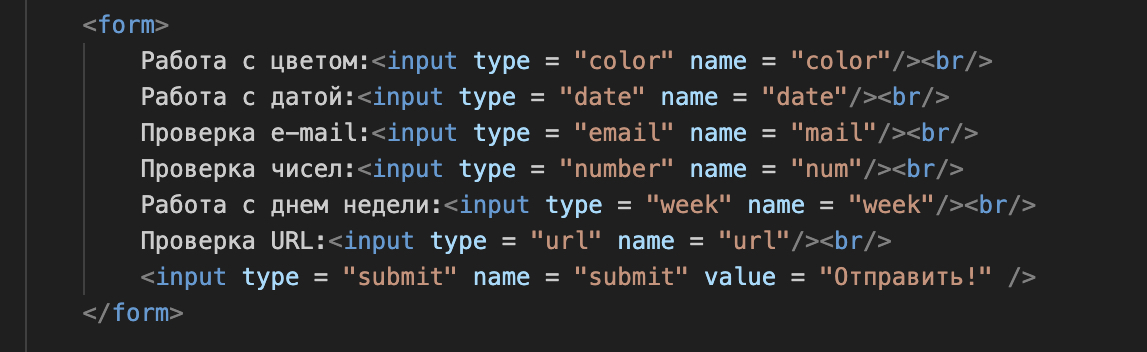 <form>
Работа с цветом:<input type = "color" name = "color"/><br/>
Работа с датой:<input type = "date" name = "date"/><br/>
Проверка e-mail:<input type = "email" name = "mail"/><br/>
Проверка чисел:<input type = "number" name = "num"/><br/>
Работа с днем недели:<input type = "week" name = "week"/><br/>
Проверка URL:<input type = "url" name = "url"/><br/>
<input type = "submit" name = "submit" value = "Отправить!" />
</form>